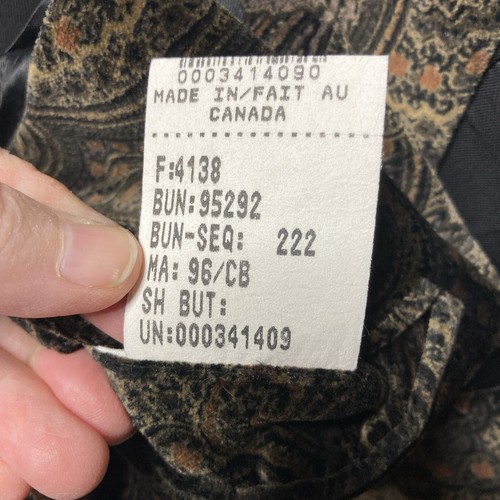 0003414090
MADE IN/FAIT AU
CANADA
F:4138
BUN:95292
BUN-SEQ: 222
MA: 96/CB
SH BUT:
UN:000341409